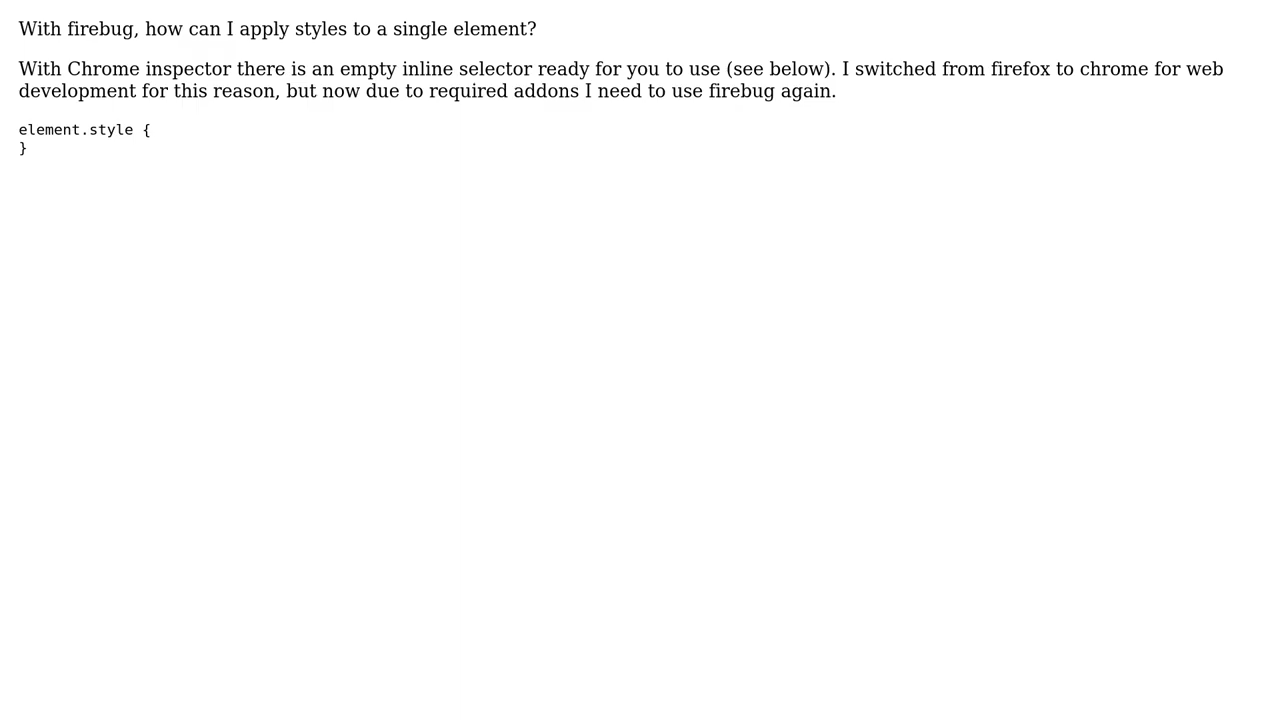 With firebug, how can I apply styles to a single element?
With Chrome inspector there is an empty inline selector ready for you to use (see below). I switched from firefox to chrome for web
development for this reason, but now due to required addons I need to use firebug again.
element.style {
}